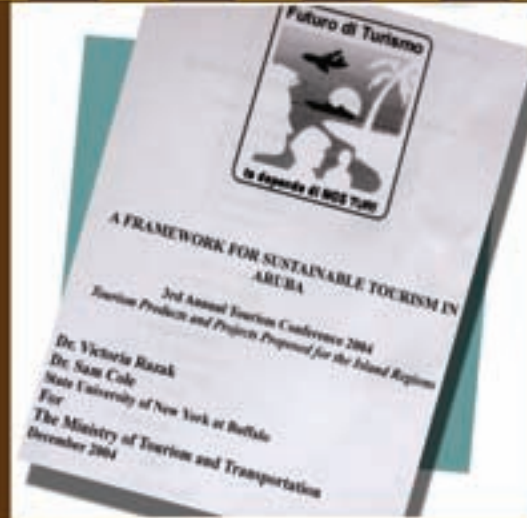 Futuro di Turismo
ta depende di NOS TUR!
A FRAMEWORK FOR SUSTAINABLE TOURISM IN
ARUBA
3rd Annual Tourism Conference 2004
Tourism Products and Projects Proposed for the Island Regions
Dr. Victoria Razak
Dr. Sam Cole
State University of New York at Buffalo
For
The Ministry of Tourism and Transportation
December 2004